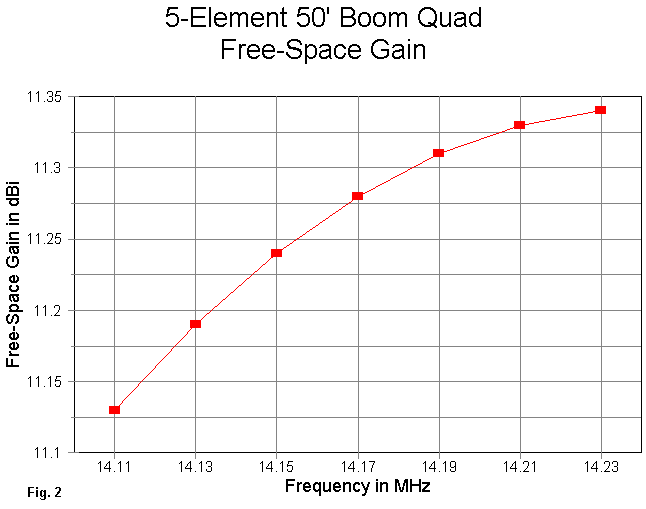 5-Element 50' Boom Quad
Free-Space Gain
11.35
11.3
11.25
11.2
11.15
11.1
Free-Space Gain in dBi
14.11 14.13 14.15 14.17 14.19 14.21 14.23
Frequency in MHz
Fig. 2